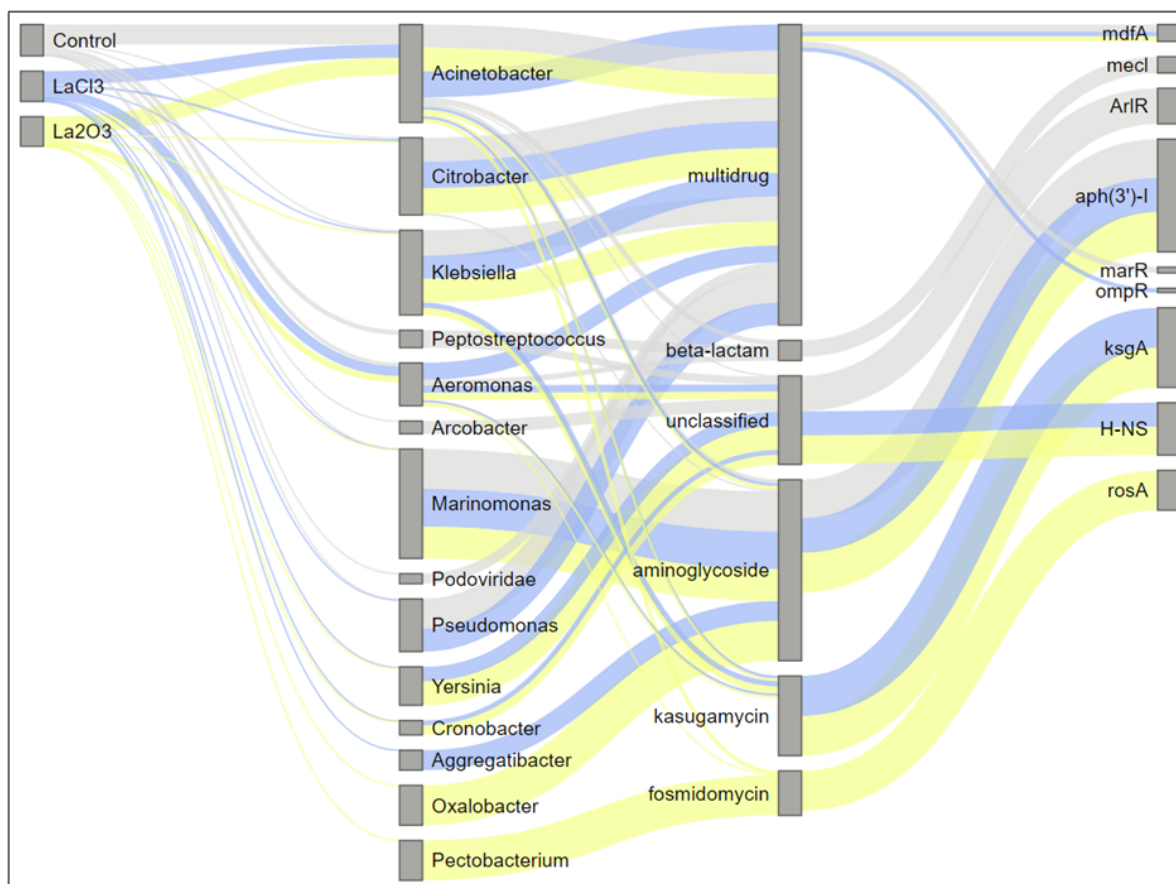 Control
LaCl3
La2O3
Acinetobacter
Citrobacter
Klebsiella
Peptostreptococcus
Aeromonas
Arcobacter
Marinomonas
Podoviridae
Pseudomonas
Yersinia
Cronobacter
Aggregatibacter
Oxalobacter
Pectobacterium
multidrug
beta-lactam
unclassified
aminoglycoside
kasugamycin
fosmidomycin
mdfA
mecI
ArlR
aph(3')-I
marR
ompR
ksgA
H-NS
rosA